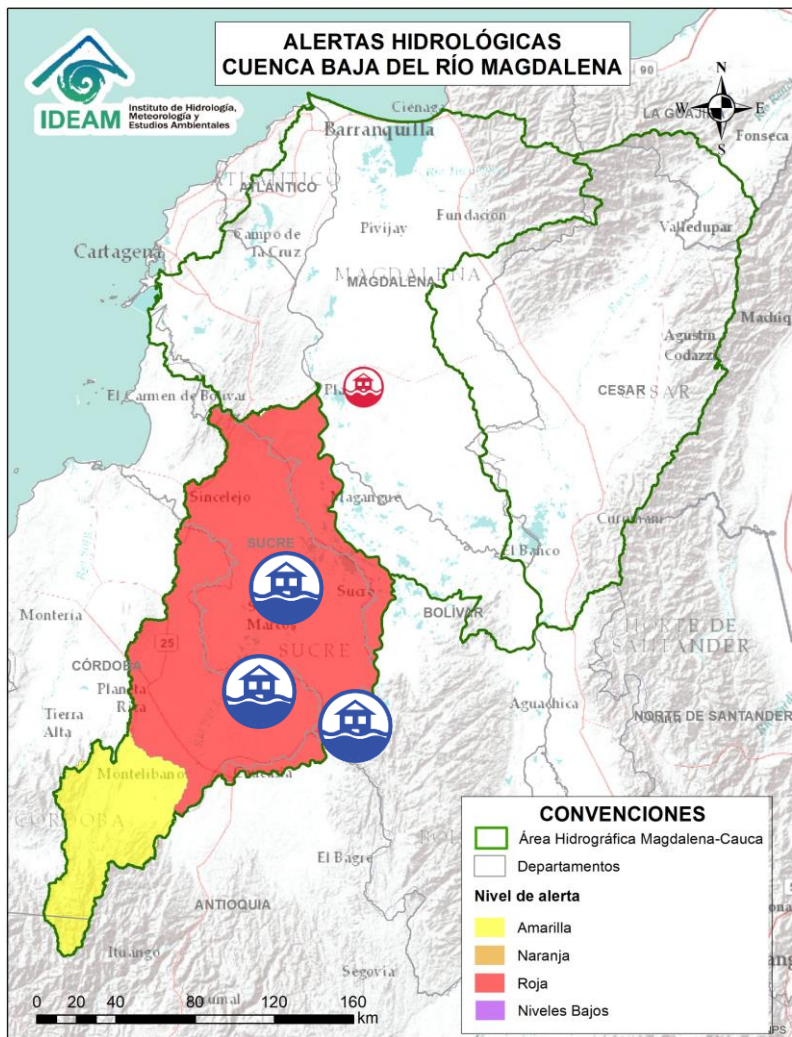 ALERTAS HIDROLÓGICAS
CUENCA BAJA DEL RÍO MAGDALENA
IDEAM
Instituto de Hidrología,
Meteorología y
Estudios Ambientales
N
W
E
S
90
Ciénaga
LA GUAJIRA
Fonseca
Barranquilla
ATLÁNTICO
Fundación
Pivijay
Campo de
la Cruz
Valledupar
Cartagena
MAGDALENA
MAGDALENA
Agustín
Codazzi
CESAR
CESAR
El Carmen de Bolívar
Sincelejo
Magangue
Curumaní
El Banco
SUCRE
Sucre
BOLÍVAR
Marcos
SUCRE
Montería
25
NORTE DE
SANTANDER
CÓRDOBA
Planeta
Rica
Aguachica
Tierra
Alta
NORTE DE SANTANDER
Montelíbano
CÓRDOBA
El Bagre
ANTIOQUIA
Ituango
Segovia
0 20 40 80 120 160
km
CONVENCIONES
Área Hidrográfica Magdalena-Cauca
Departamentos
Nivel de alerta
Amarilla
Naranja
Roja
Niveles Bajos